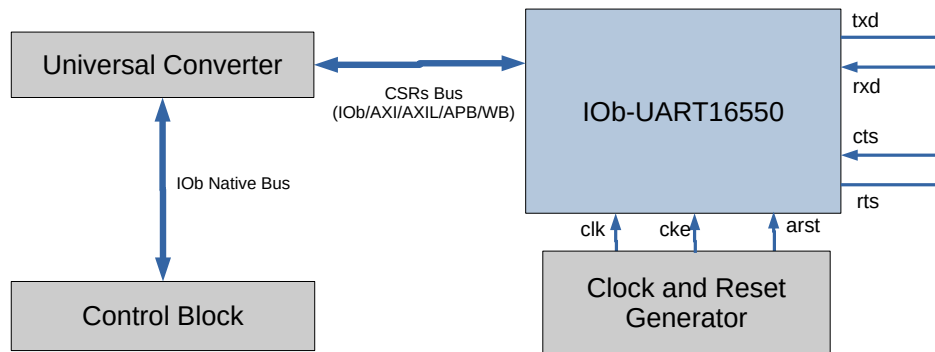 txd
Universal Converter
CSRs Bus
(IOb/AXI/AXIL/APB/WB)
IOb-UART16550
rxd
cts
IOb Native Bus
rts
clk
cke
arst
Control Block
Clock and Reset
Generator